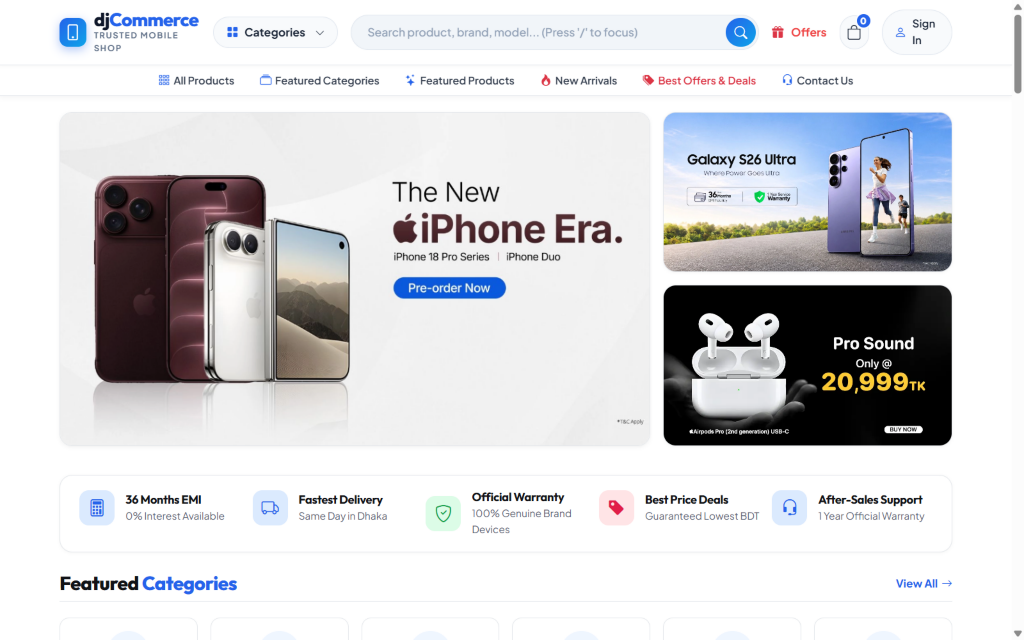 djCommerce
TRUSTED MOBILE
SHOP
Categories
Search product, brand, model... (Press '/' to focus)
Offers
0
Sign
In
All Products
Featured Categories
Featured Products
New Arrivals
Best Offers & Deals
Contact Us
The New
iPhone Era.
iPhone 18 Pro Series | iPhone Duo
Pre-order Now
*T&C Apply
Galaxy S26 Ultra
Where Power Goes Ultra
36 Months
Warranty
Pro Sound
Only @
20,999TK
Airpods Pro (2nd generation) USB-C
BUY NOW
36 Months EMI
0% Interest Available
Fastest Delivery
Same Day in Dhaka
Official Warranty
100% Genuine Brand
Devices
Best Price Deals
Guaranteed Lowest BDT
After-Sales Support
1 Year Official Warranty
Featured Categories
View All →